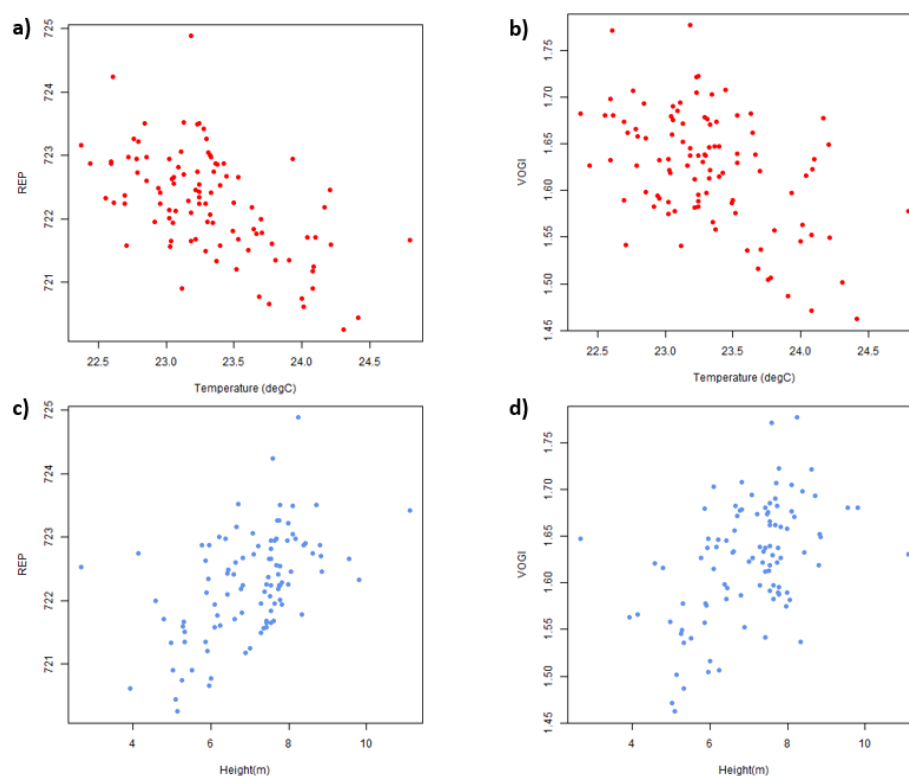 a)
725
724
723
722
721
REP
22.5 23.0 23.5 24.0 24.5
Temperature (degC)
b)
1.75
1.70
1.65
1.60
1.55
1.50
1.45
VOGI
22.5 23.0 23.5 24.0 24.5
Temperature (degC)
c)
725
724
723
722
721
REP
4 6 8 10
Height(m)
d)
1.75
1.70
1.65
1.60
1.55
1.50
1.45
VOGI
4 6 8 10
Height(m)